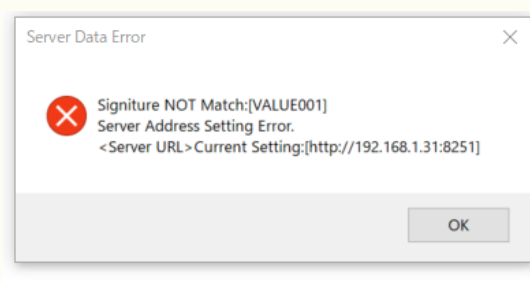 Server Data Error
Signiture NOT Match:[VALUE001]
Server Address Setting Error.
<Server URL>Current Setting:[http://192.168.1.31:8251]
OK